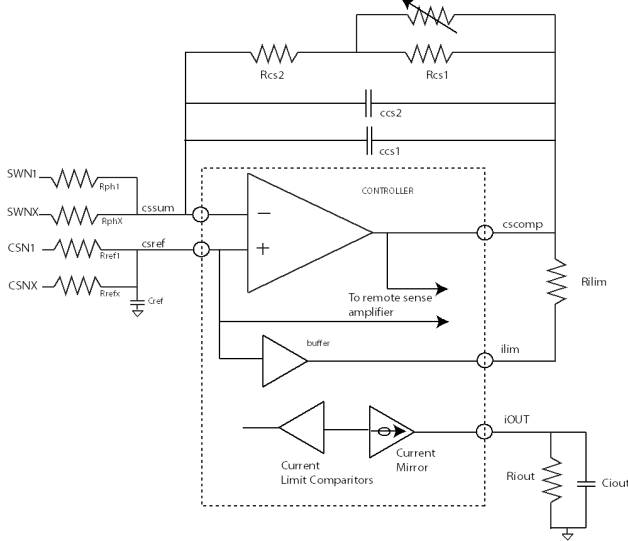 Rcs2
Rcs1
ccs2
ccs1
SWN1
Rph1
CONTROLLER
SWNX
RphX
cssum
−
cscomp
CSN1
Rref1
csref
+
CSNX
Rrefx
Cref
Rilim
To remote sense
amplifier
buffer
ilim
iOUT
Current
Limit Comparitors
Current
Mirror
Riout
Ciout